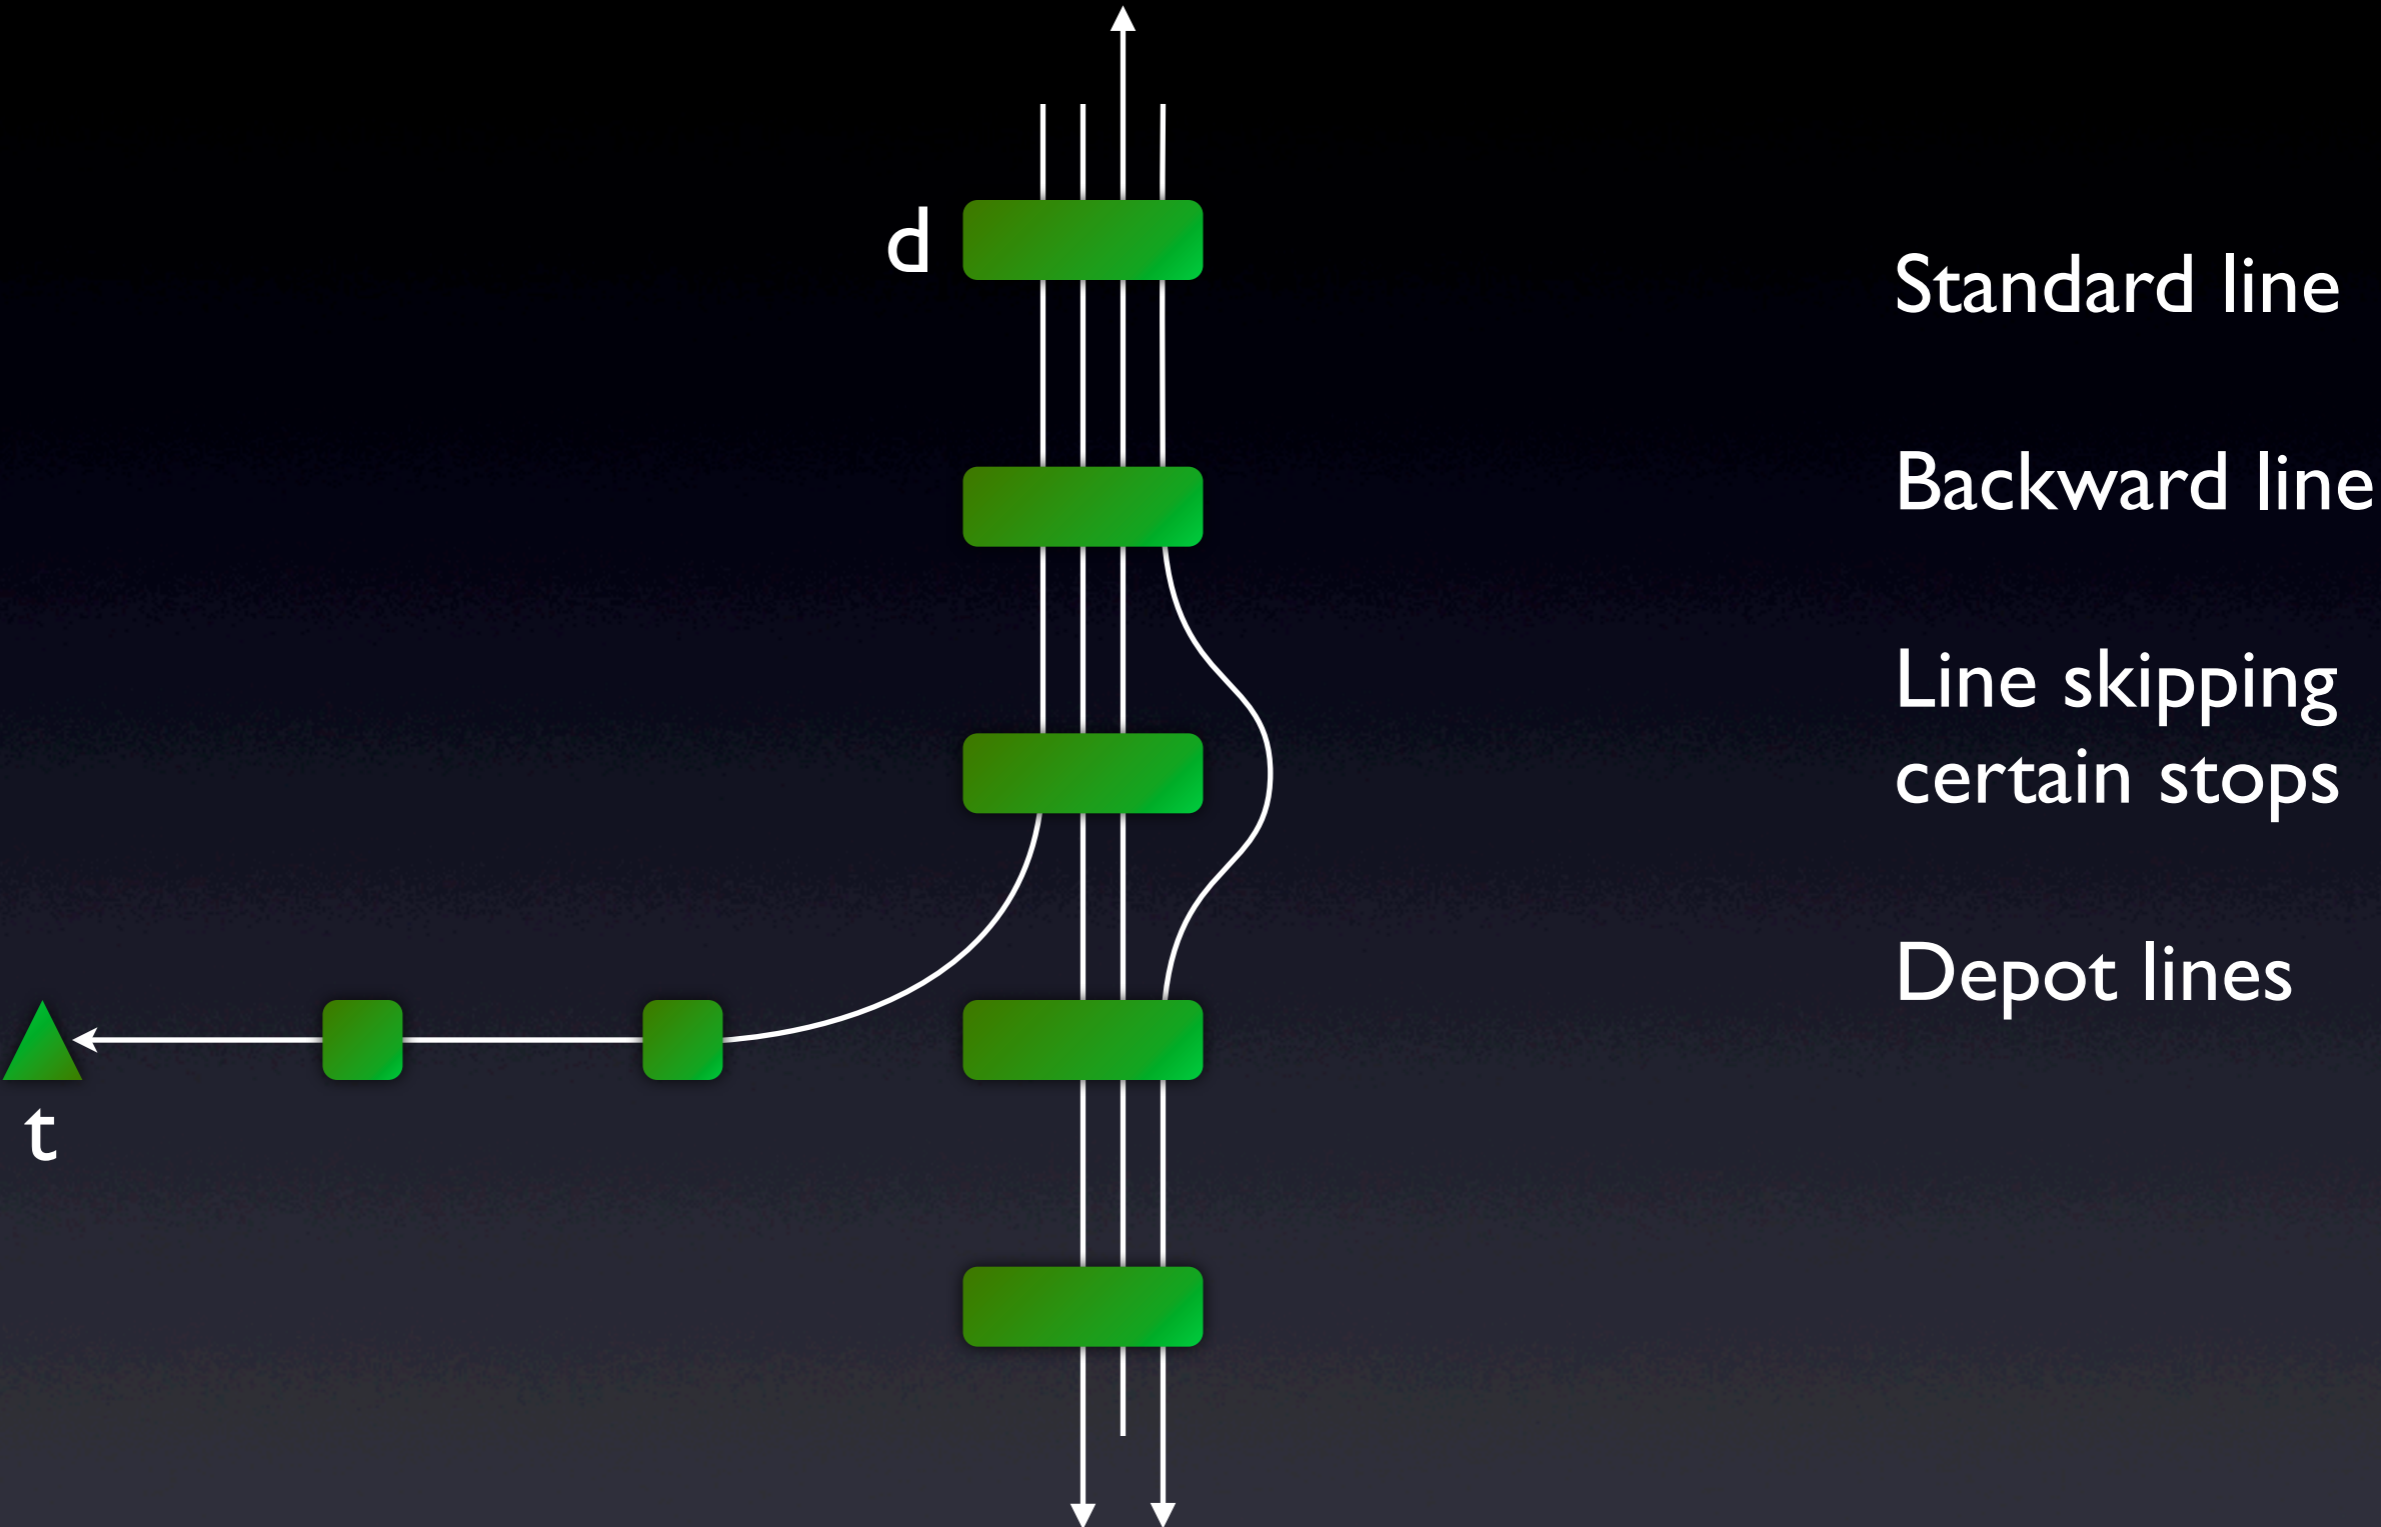 d
Standard line
Backward line
Line skipping
certain stops
Depot lines
t